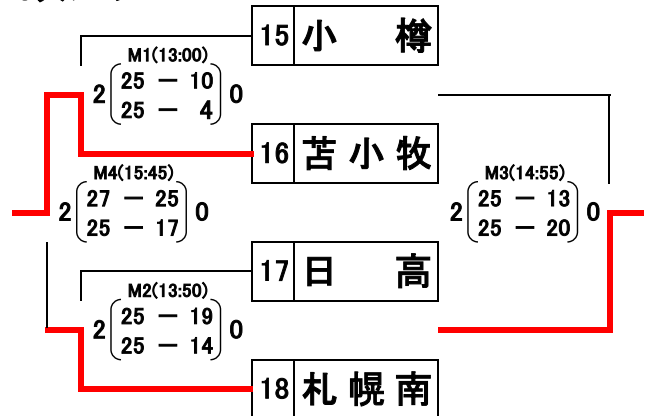 15 小 樽
M1(13:00)
2 25 － 10 0
25 － 4
16 苫 小 牧
M4(15:45)
2 27 － 25 0
25 － 17
M3(14:55)
2 25 － 13 0
25 － 20
17 日 高
M2(13:50)
2 25 － 19 0
25 － 14
18 札 幌 南